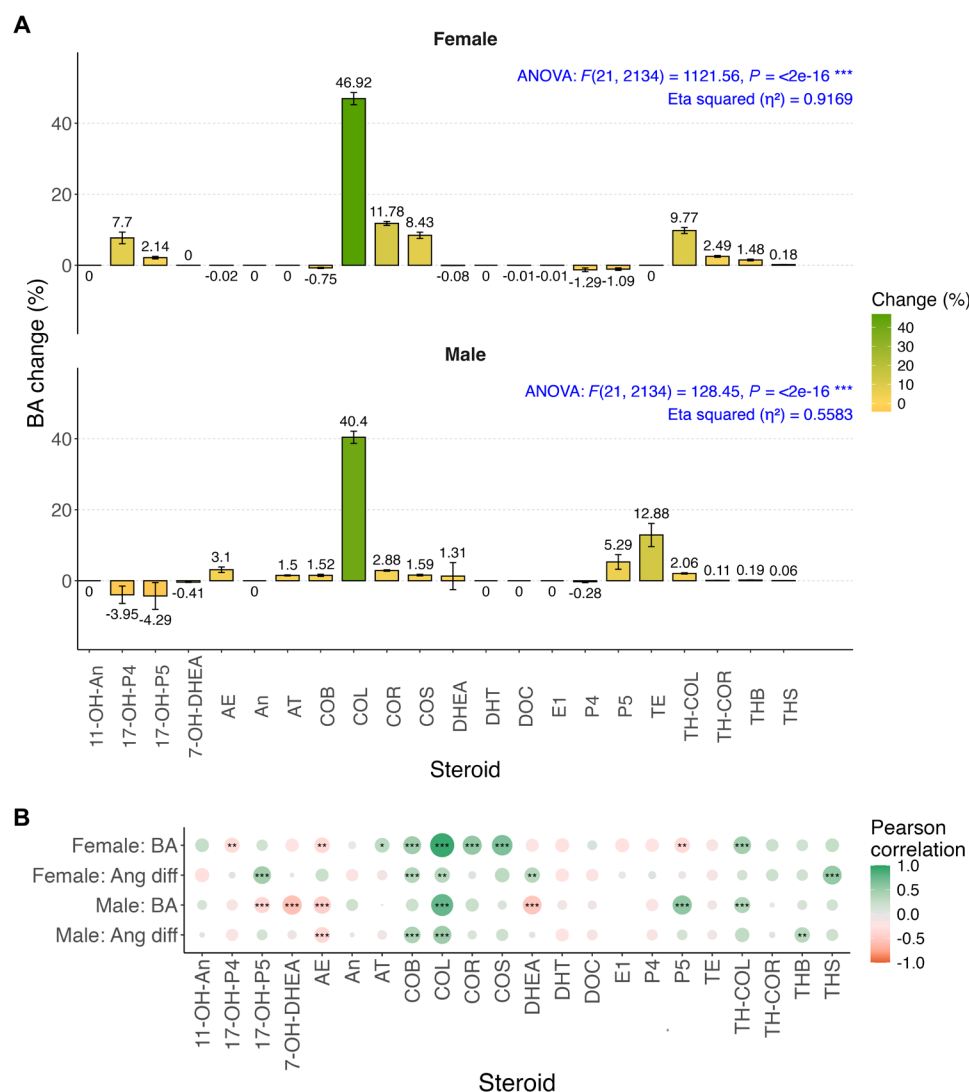 A
Female
ANOVA: F(21, 2134) = 1121.56, P = <2e-16 ***
Eta squared (η²) = 0.9169
BA change (%)
40
20
0
0
7.7
2.14
0
-0.02
0
0
-0.75
46.92
11.78
8.43
-0.08
0
-0.01
-0.01
-1.29
-1.09
0
9.77
2.49
1.48
0.18
Male
ANOVA: F(21, 2134) = 128.45, P = <2e-16 ***
Eta squared (η²) = 0.5583
40
20
0
0
-3.95
-4.29
-0.41
3.1
0
1.5
1.52
40.4
2.88
1.59
1.31
0
0
0
-0.28
5.29
12.88
2.06
0.11
0.19
0.06
11-OH-An
17-OH-P4
17-OH-P5
7-OH-DHEA
AE
An
AT
COB
COL
COR
COS
DHEA
DHT
DOC
E1
P4
P5
TE
TH-COL
TH-COR
THB
THS
Steroid
Change (%)
40
30
20
10
0
B
Female: BA
** ** * *** *** *** *** ** ***
Female: Ang diff
*** *** ** ** ***
Male: BA
*** *** *** *** *** *** ***
Male: Ang diff
*** *** *** **
11-OH-An
17-OH-P4
17-OH-P5
7-OH-DHEA
AE
An
AT
COB
COL
COR
COS
DHEA
DHT
DOC
E1
P4
P5
TE
TH-COL
TH-COR
THB
THS
Steroid
Pearson
correlation
1.0
0.5
0.0
-0.5
-1.0